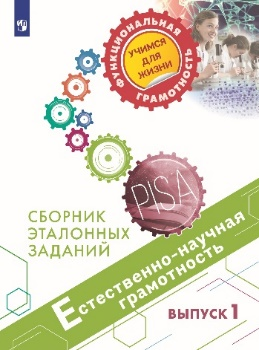 ФУНКЦИОНАЛЬНАЯ
УЧИМСЯ ДЛЯ
ЖИЗНИ
ГРАМОТНОСТЬ
PISA
СБОРНИК
ЭТАЛОННЫХ
ЗАДАНИЙ
Естественно-научная
грамотность
ВЫПУСК 1